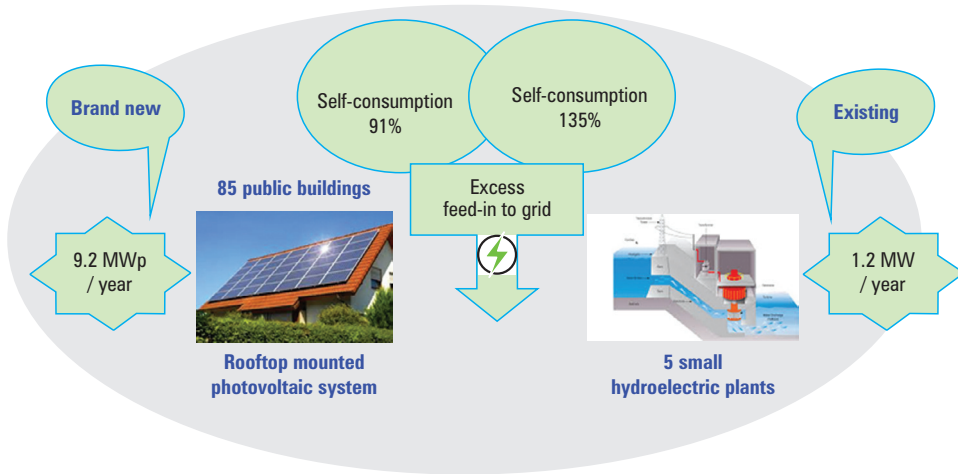 Brand new
Self-consumption
91%
Self-consumption
135%
Existing
85 public buildings
Excess
feed-in to grid
9.2 MWp
/ year
1.2 MW
/ year
Rooftop mounted
photovoltaic system
5 small
hydroelectric plants